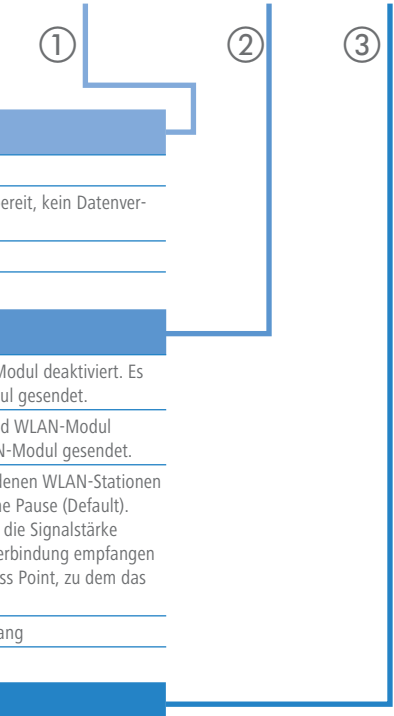 ① ② ③
ereit, kein Datenver-
Modul deaktiviert. Es
ul gesendet.
d WLAN-Modul
N-Modul gesendet.
denen WLAN-Stationen
ne Pause (Default).
die Signalstärke
erbindung empfangen
ss Point, zu dem das
ang